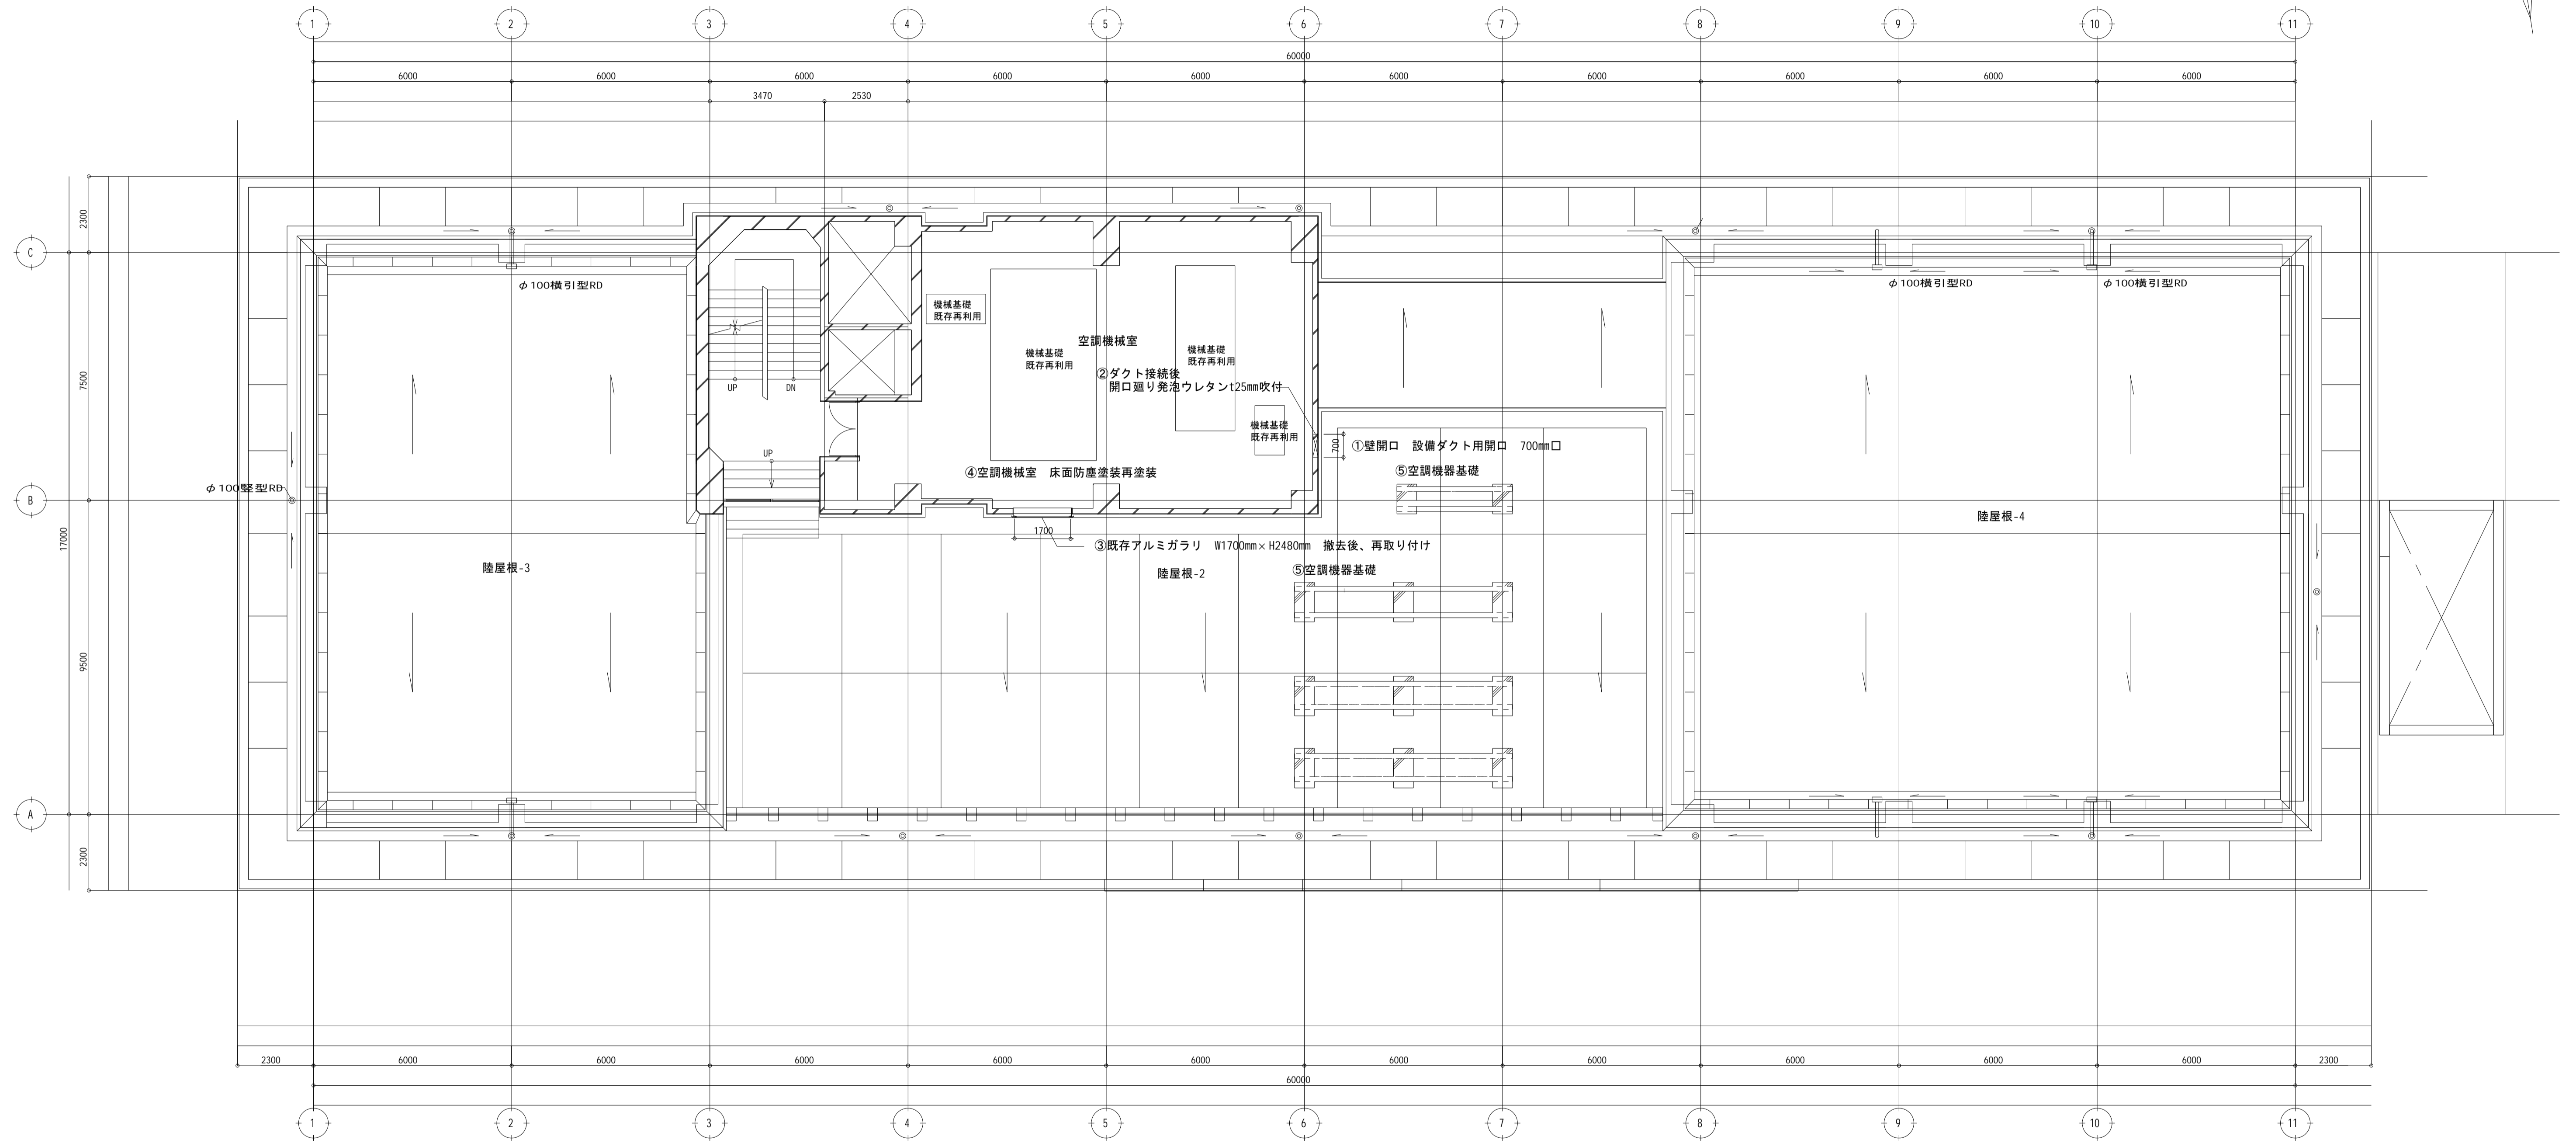 1 2 3 4 5 6 7 8 9 10 11
60000
6000 6000 6000 6000 6000 6000 6000 6000 6000 6000
3470 2530
2300
C
φ100横引型RD
φ100横引型RD
φ100横引型RD
機械基礎
既存再利用
空調機械室
機械基礎
既存再利用
機械基礎
既存再利用
7500
UP
DN
②ダクト接続後
開口廻り発泡ウレタンt25mm吹付
機械基礎
既存再利用
700
①壁開口 設備ダクト用開口 700mm口
UP
④空調機械室 床面防塵塗装再塗装
⑤空調機器基礎
φ100竪型RD
B
陸屋根-4
17000
1700
③既存アルミガラリ W1700mm×H2480mm 撤去後、再取り付け
陸屋根-3
陸屋根-2
⑤空調機器基礎
9500
A
2300
2300 6000 6000 6000 6000 6000 6000 6000 6000 6000 6000 2300
60000
1 2 3 4 5 6 7 8 9 10 11